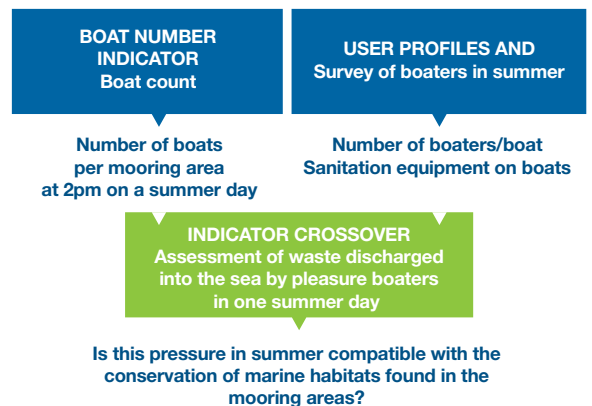 BOAT NUMBER
INDICATOR
Boat count
USER PROFILES AND
Survey of boaters in summer
Number of boats
per mooring area
at 2pm on a summer day
Number of boaters/boat
Sanitation equipment on boats
INDICATOR CROSSOVER
Assessment of waste discharged
into the sea by pleasure boaters
in one summer day
Is this pressure in summer compatible with the
conservation of marine habitats found in the
mooring areas?